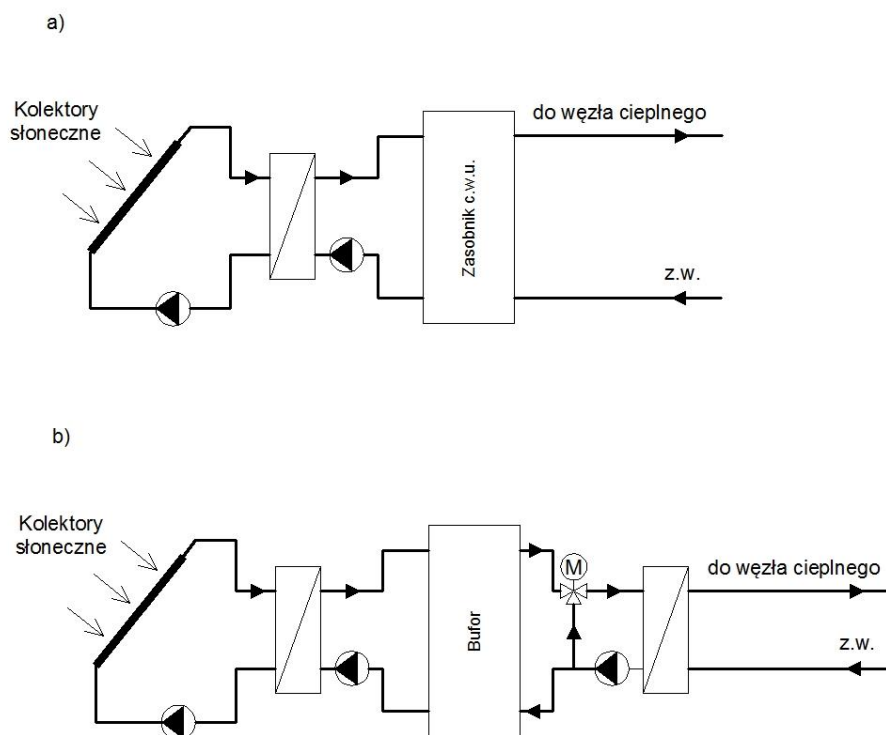 a)
Kolektory
słoneczne
do węzła cieplnego
Zasobnik c.w.u.
z.w.
b)
Kolektory
słoneczne
M
do węzła cieplnego
Bufor
z.w.